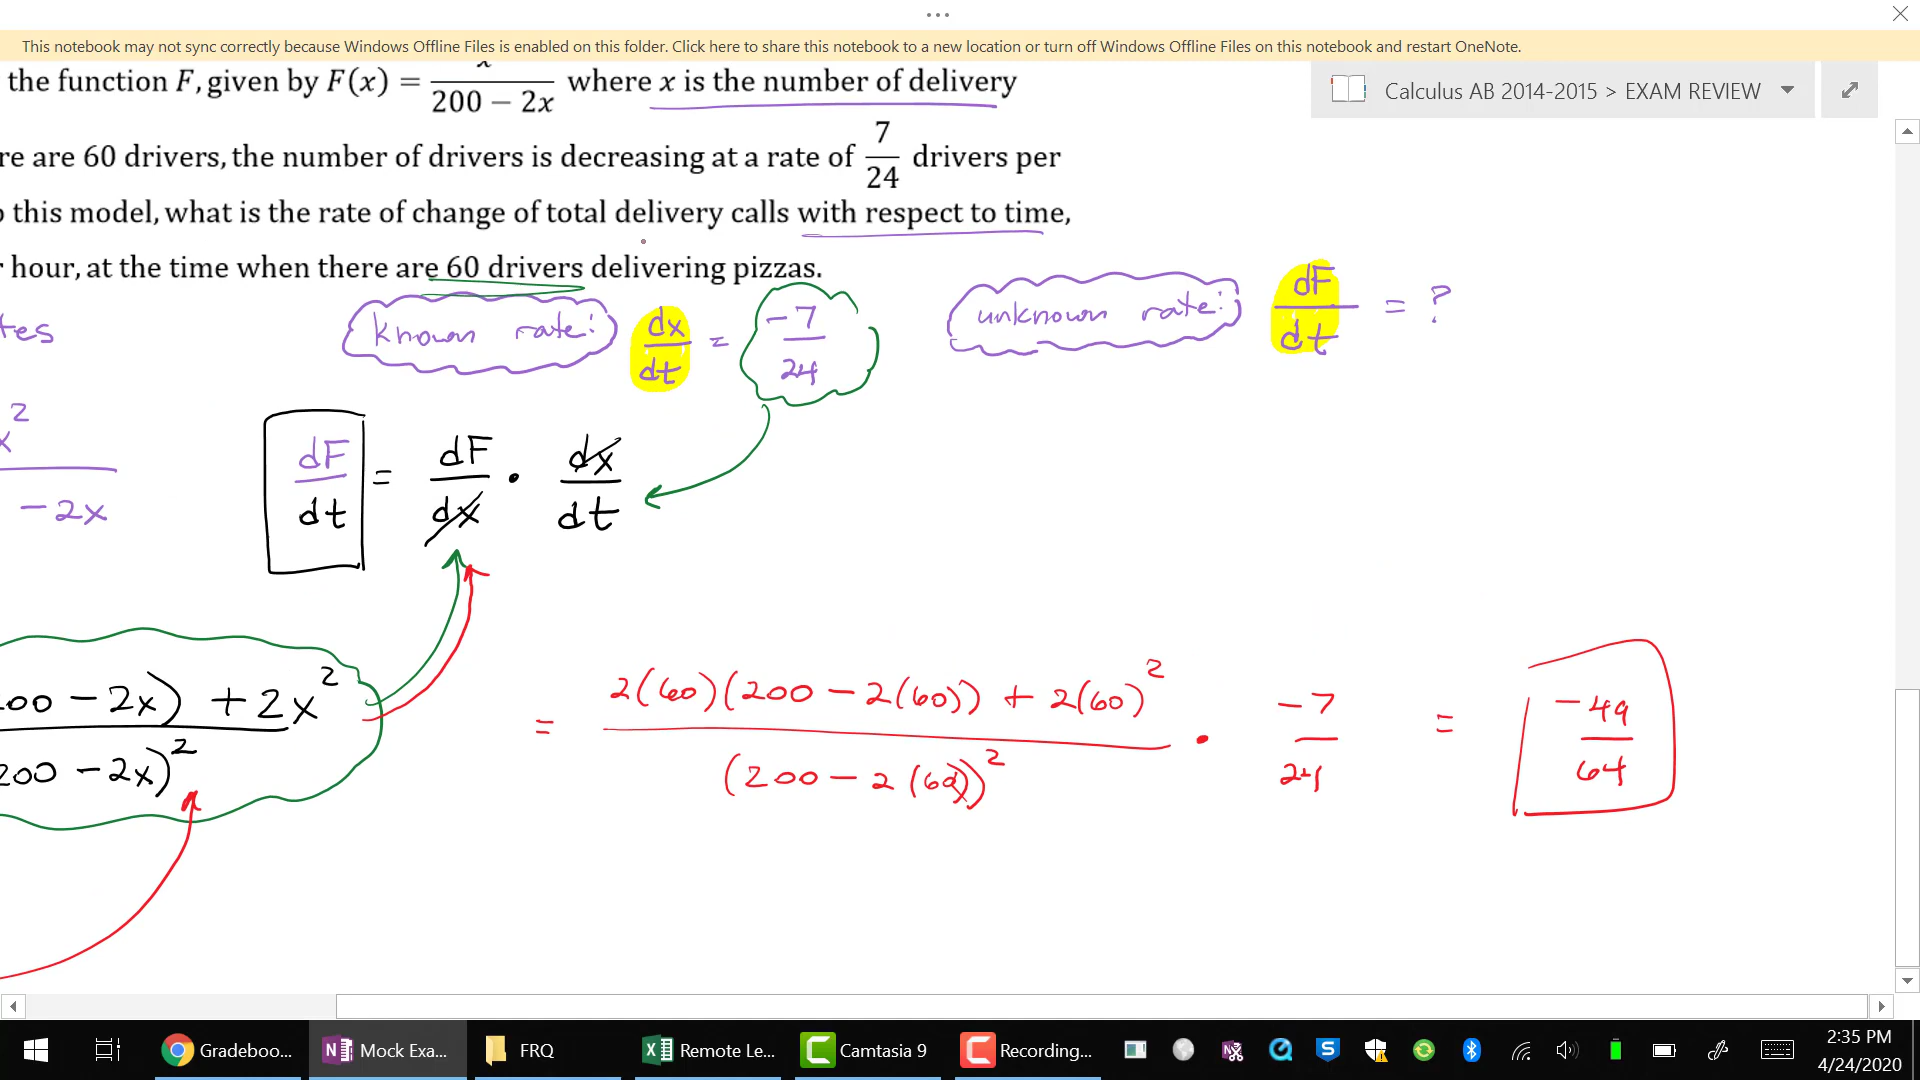 ...
This notebook may not sync correctly because Windows Offline Files is enabled on this folder. Click here to share this notebook to a new location or turn off Windows Offline Files on this notebook and restart OneNote.
Calculus AB 2014-2015 > EXAM REVIEW
the function F, given by F(x) = x / (200 − 2x) where x is the number of delivery
re are 60 drivers, the number of drivers is decreasing at a rate of 7/24 drivers per
this model, what is the rate of change of total delivery calls with respect to time,
r hour, at the time when there are 60 drivers delivering pizzas.
tes
known rate: dx/dt = -7/24
unknown rate: dF/dt = ?
x²
-2x
dF/dt = dF/dx · dx/dt
00 - 2x) + 2x²
200 - 2x)²
= 2(60)(200 - 2(60)) + 2(60)² / (200 - 2(60))² · -7/24 = -49/64
Gradeboo...
Mock Exa...
FRQ
Remote Le...
Camtasia 9
Recording...
2:35 PM
4/24/2020